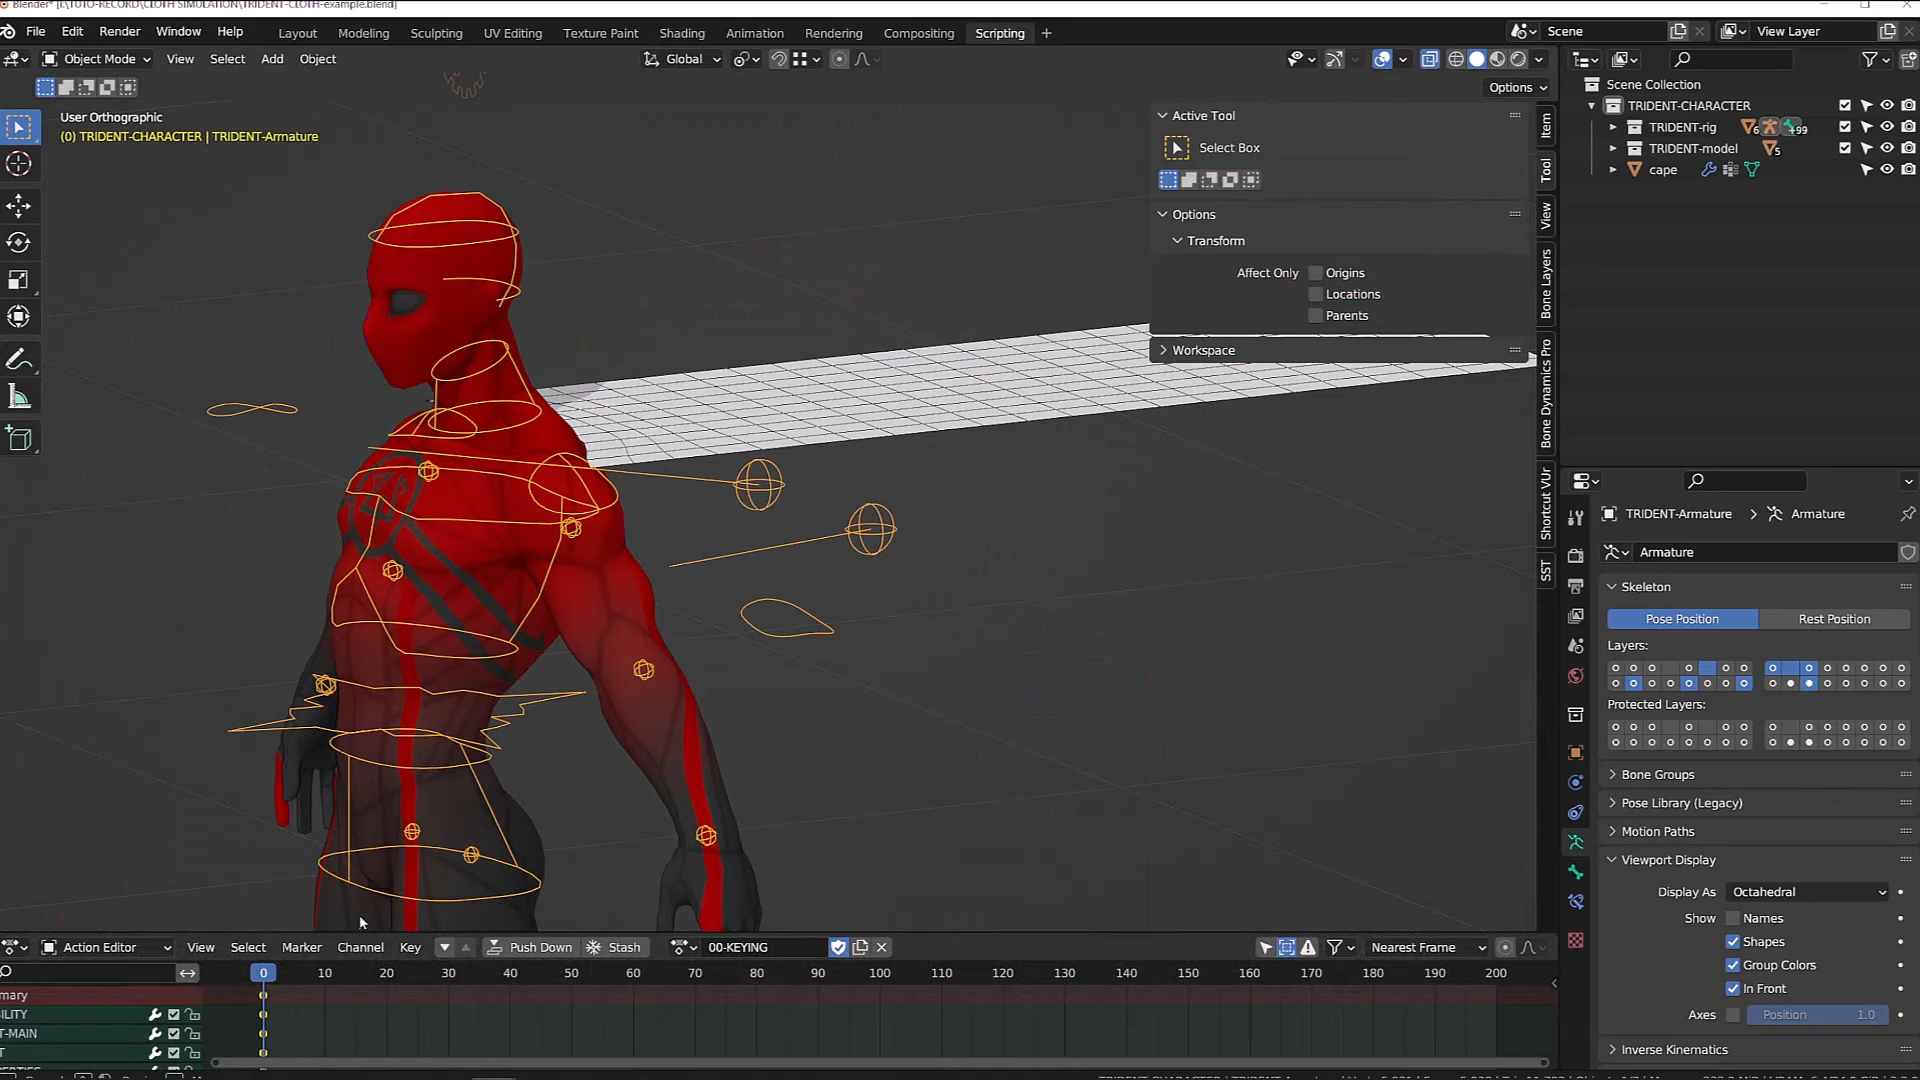 Blender* [E:\TUTO-RECORD\CLOTH SIMULATION\TRIDENT-CLOTH-example.blend]
File Edit Render Window Help
Layout Modeling Sculpting UV Editing Texture Paint Shading Animation Rendering Compositing Scripting +
Scene
View Layer
Object Mode View Select Add Object
Global
Options
User Orthographic
(0) TRIDENT-CHARACTER | TRIDENT-Armature
Active Tool
Select Box
Options
Transform
Affect Only Origins
Locations
Parents
Workspace
Item
Tool
View
Bone Layers
Bone Dynamics Pro
Shortcut VUr
SST
Scene Collection
TRIDENT-CHARACTER
TRIDENT-rig 6 +99
TRIDENT-model 5
cape
TRIDENT-Armature > Armature
Armature
Skeleton
Pose Position Rest Position
Layers:
Protected Layers:
Bone Groups
Pose Library (Legacy)
Motion Paths
Viewport Display
Display As Octahedral
Show Names
Shapes
Group Colors
In Front
Axes Position 1.0
Inverse Kinematics
Action Editor View Select Marker Channel Key Push Down Stash 00-KEYING Nearest Frame
0 10 20 30 40 50 60 70 80 90 100 110 120 130 140 150 160 170 180 190 200
mary
BILITY
T-MAIN
T